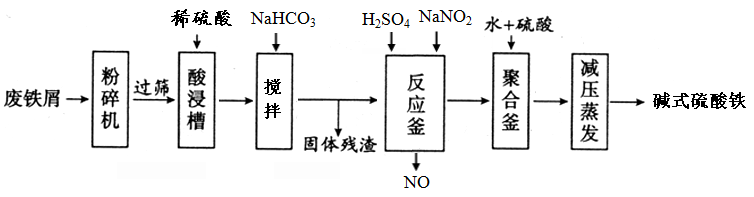 稀硫酸 NaHCO₃ H₂SO₄ NaNO₂ 水+硫酸
废铁屑 粉碎机 过筛 酸浸槽 搅拌 反应釜 聚合釜 减压蒸发 碱式硫酸铁
固体残渣
NO